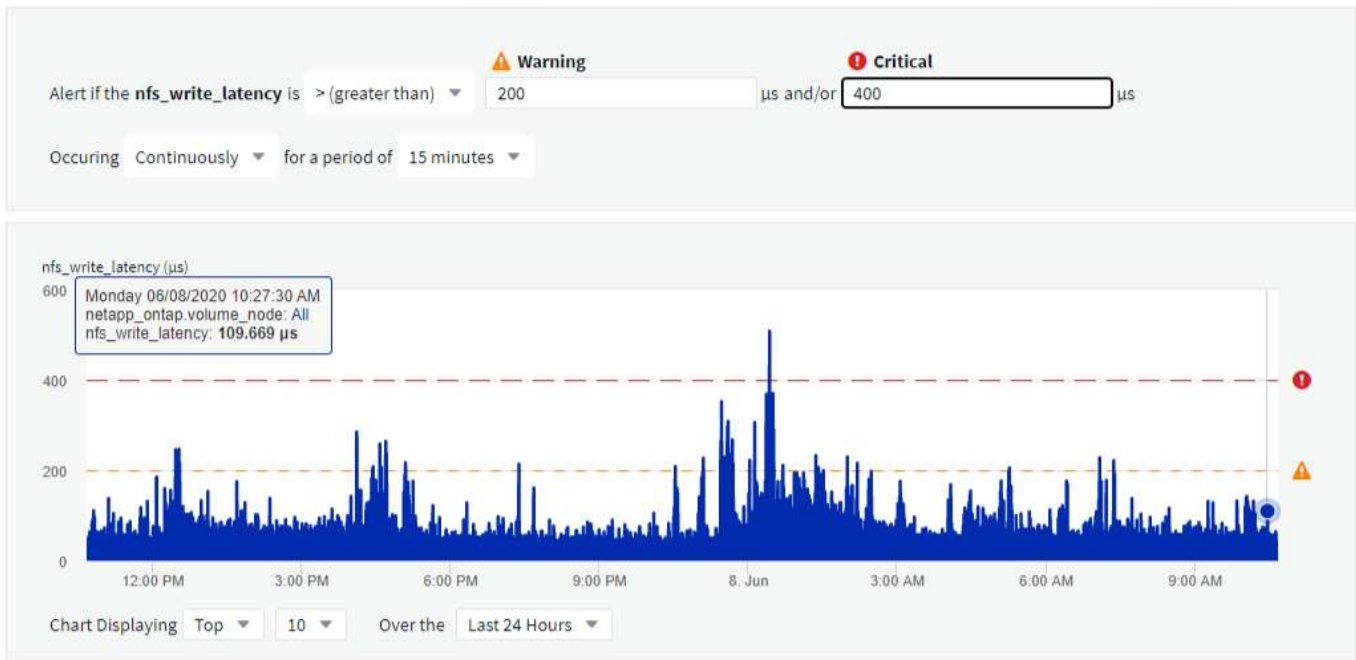 Warning Critical
Alert if the nfs_write_latency is > (greater than) 200 µs and/or 400 µs
Occuring Continuously for a period of 15 minutes
nfs_write_latency (µs)
600
Monday 06/08/2020 10:27:30 AM
netapp_ontap.volume_node: All
nfs_write_latency: 109.669 µs
400
200
0
12:00 PM 3:00 PM 6:00 PM 9:00 PM 8. Jun 3:00 AM 6:00 AM 9:00 AM
Chart Displaying Top 10 Over the Last 24 Hours